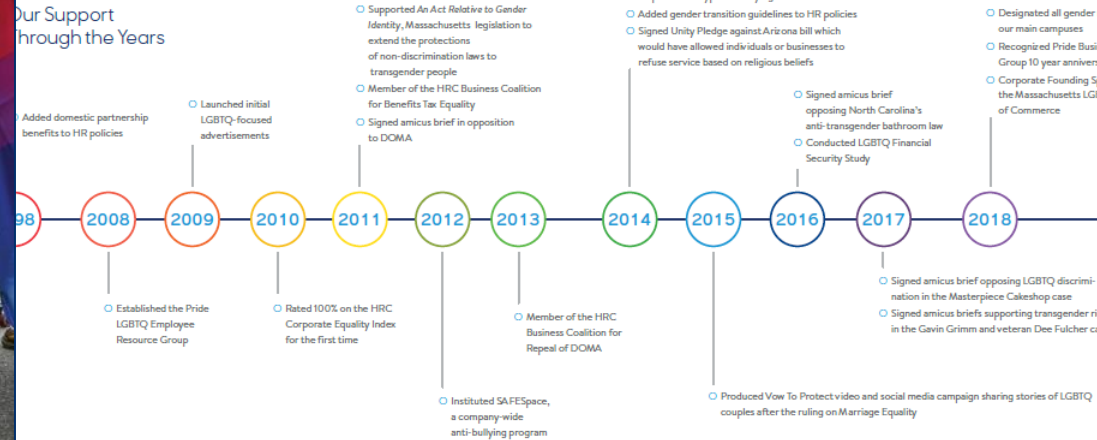 Our Support
Through the Years
Added domestic partnership
benefits to HR policies
Launched initial
LGBTQ-focused
advertisements
Supported An Act Relative to Gender
Identity, Massachusetts legislation to
extend the protections
of non-discrimination laws to
transgender people
Member of the HRC Business Coalition
for Benefits Tax Equality
Signed amicus brief in opposition
to DOMA
Added gender transition guidelines to HR policies
Signed Unity Pledge against Arizona bill which
would have allowed individuals or businesses to
refuse service based on religious beliefs
Signed amicus brief
opposing North Carolina's
anti-transgender bathroom law
Conducted LGBTQ Financial
Security Study
Designated all gender
our main campuses
Recognized Pride Busi
Group 10 year annivers
Corporate Founding S
the Massachusetts LG
of Commerce
98 2008 2009 2010 2011 2012 2013 2014 2015 2016 2017 2018
Established the Pride
LGBTQ Employee
Resource Group
Rated 100% on the HRC
Corporate Equality Index
for the first time
Instituted SAFESpace,
a company-wide
anti-bullying program
Member of the HRC
Business Coalition for
Repeal of DOMA
Produced Vow To Protect video and social media campaign sharing stories of LGBTQ
couples after the ruling on Marriage Equality
Signed amicus brief opposing LGBTQ discrimi-
nation in the Masterpiece Cakeshop case
Signed amicus briefs supporting transgender ri
in the Gavin Grimm and veteran Dee Fulcher ca